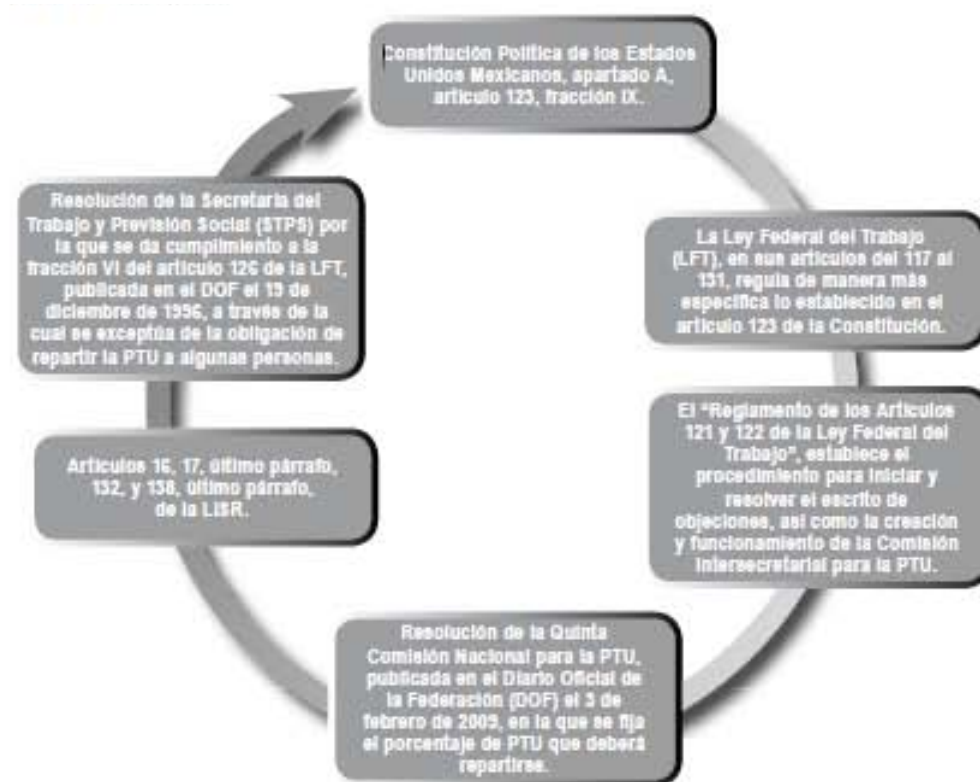 Constitución Política de los Estados
Unidos Mexicanos, apartado A,
artículo 123, fracción IX.
La Ley Federal del Trabajo
(LFT), en sus artículos del 117 al
131, regula de manera más
específica lo establecido en el
artículo 123 de la Constitución.
El "Reglamento de los Artículos
121 y 122 de la Ley Federal del
Trabajo", establece el
procedimiento para iniciar y
resolver el escrito de
objeciones, así como la creación
y funcionamiento de la Comisión
Intersecretarial para la PTU.
Resolución de la Quinta
Comisión Nacional para la PTU,
publicada en el Diario Oficial de
la Federación (DOF) el 3 de
febrero de 2009, en la que se fija
el porcentaje de PTU que deberá
repartirse.
Artículos 16, 17, último párrafo,
132, y 138, último párrafo,
de la LISR.
Resolución de la Secretaría del
Trabajo y Previsión Social (STPS) por
la que se da cumplimiento a la
fracción VI del artículo 126 de la LFT,
publicada en el DOF el 19 de
diciembre de 1996, a través de la
cual se exceptúa de la obligación de
repartir la PTU a algunas personas.